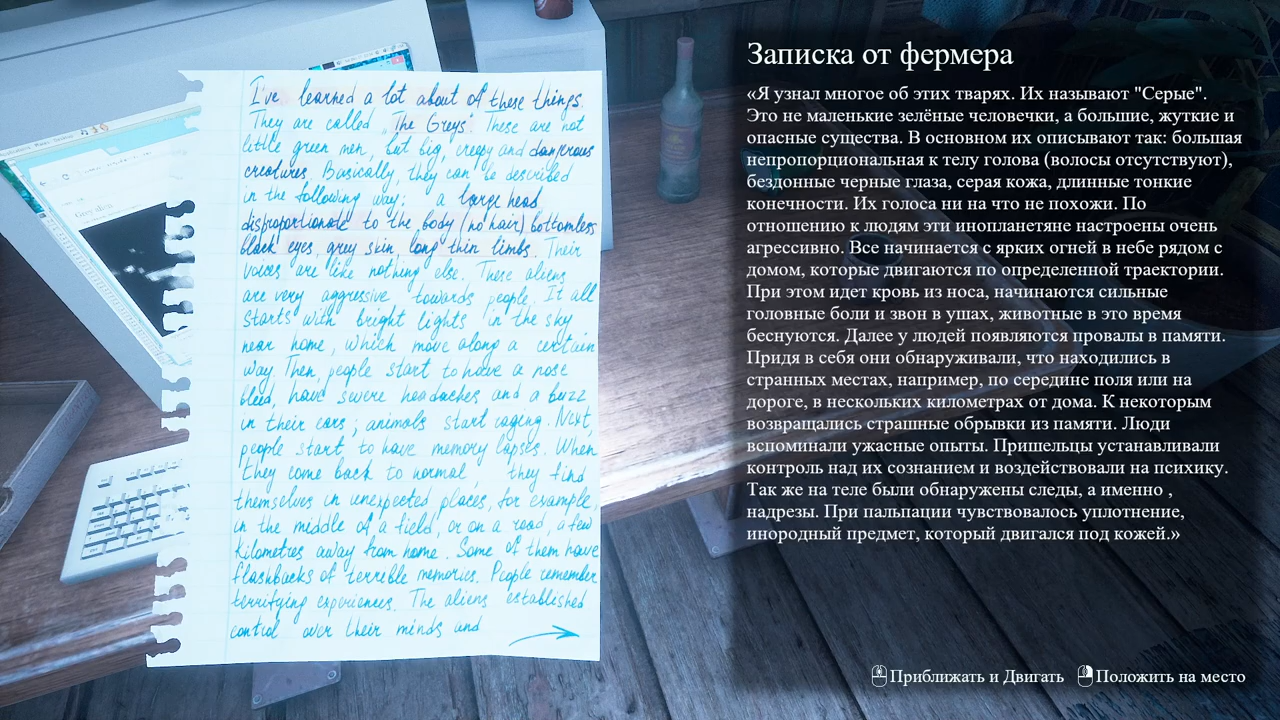 I've learned a lot about of these things.
They are called „The Greys". These are not
little green men, but big, creepy and dangerous
creatures. Basically, they can be described
in the following way: a large head
disproportionate to the body (no hair) bottomless
black eyes, grey skin, long thin limbs. Their
voices are like nothing else. These aliens
are very aggressive towards people. It all
starts with bright lights in the sky
near home, which move along a certain
way Then, people start to have a nose
bleed, have severe headaches and a buzz
in their ears; animals start raging. Next,
people start to have memory lapses. When
they come back to normal, they find
themselves in unexpected places, for example,
in the middle of a field, or on a road, a few
kilometres away from home. Some of them have
flashbacks of terrible memories. People remember
terrifying experiences. The aliens established
control over their minds and
Записка от фермера
«Я узнал многое об этих тварях. Их называют "Серые".
Это не маленькие зелёные человечки, а большие, жуткие и
опасные существа. В основном их описывают так: большая
непропорциональная к телу голова (волосы отсутствуют),
бездонные черные глаза, серая кожа, длинные тонкие
конечности. Их голоса ни на что не похожи. По
отношению к людям эти инопланетяне настроены очень
агрессивно. Все начинается с ярких огней в небе рядом с
домом, которые двигаются по определенной траектории.
При этом идет кровь из носа, начинаются сильные
головные боли и звон в ушах, животные в это время
беснуются. Далее у людей появляются провалы в памяти.
Придя в себя они обнаруживали, что находились в
странных местах, например, по середине поля или на
дороге, в нескольких километрах от дома. К некоторым
возвращались страшные обрывки из памяти. Люди
вспоминали ужасные опыты. Пришельцы устанавливали
контроль над их сознанием и воздействовали на психику.
Так же на теле были обнаружены следы, а именно ,
надрезы. При пальпации чувствовалось уплотнение,
инородный предмет, который двигался под кожей.»
Приближать и Двигать Положить на место